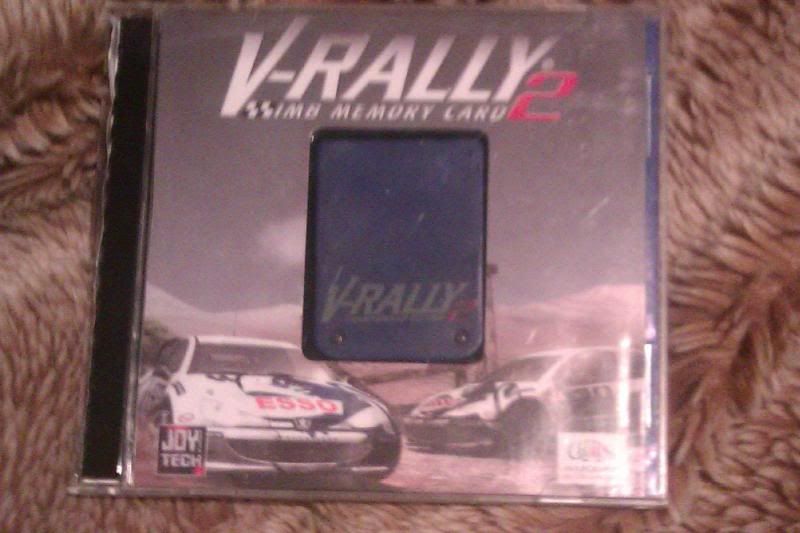 V-RALLY 2
1MB MEMORY CARD
V-RALLY 2
ESSO
JOY
TECH